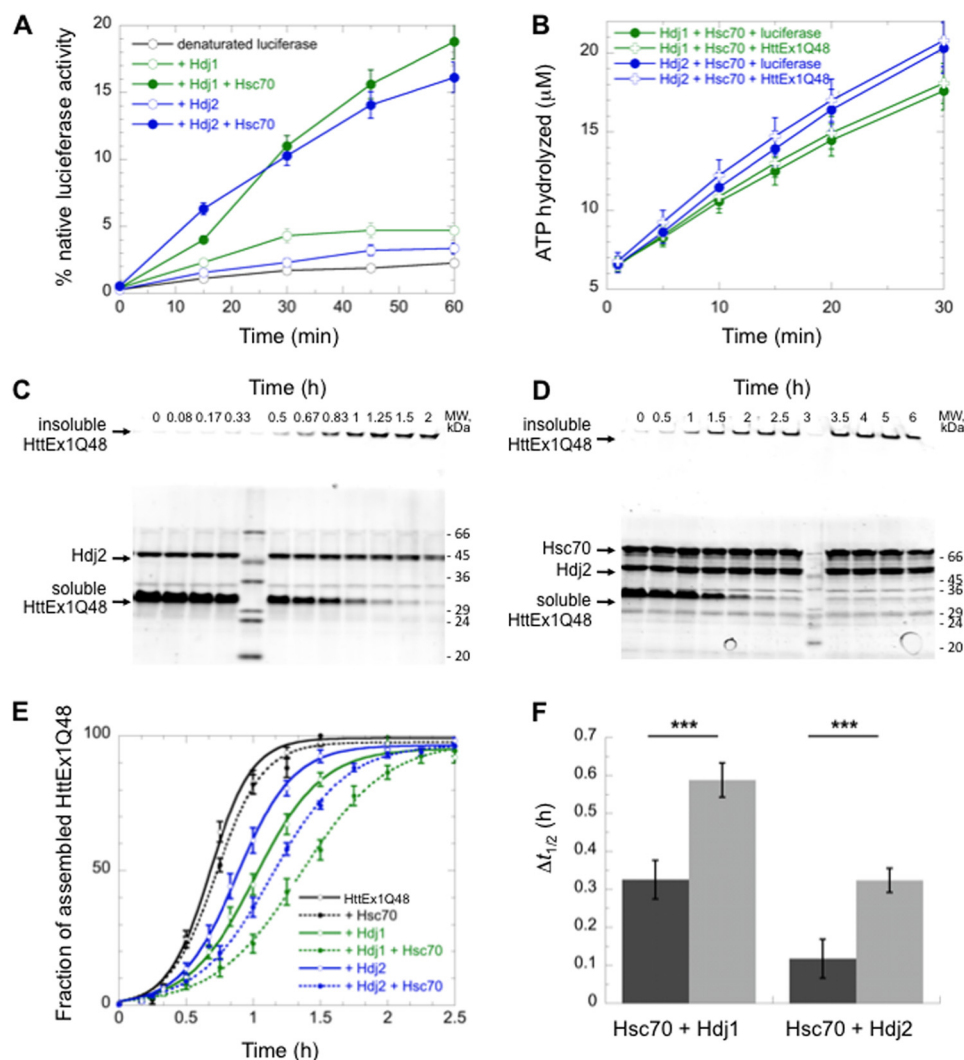 A
% native lucieferase activity
20
15
10
5
0
denaturated luciferase
+ Hdj1
+ Hdj1 + Hsc70
+ Hdj2
+ Hdj2 + Hsc70
0 10 20 30 40 50 60
Time (min)
B
ATP hydrolyzed (μM)
20
15
10
5
Hdj1 + Hsc70 + luciferase
Hdj1 + Hsc70 + HttEx1Q48
Hdj2 + Hsc70 + luciferase
Hdj2 + Hsc70 + HttEx1Q48
0 5 10 15 20 25 30
Time (min)
C
Time (h)
0 0.08 0.17 0.33 0.5 0.67 0.83 1 1.25 1.5 2 MW, kDa
insoluble
HttEx1Q48
- 66
Hdj2
- 45
- 36
soluble
HttEx1Q48
- 29
- 24
- 20
D
Time (h)
0 0.5 1 1.5 2 2.5 3 3.5 4 5 6 MW, kDa
insoluble
HttEx1Q48
Hsc70
- 66
Hdj2
- 45
- 36
soluble
HttEx1Q48
- 29
- 24
- 20
E
Fraction of assembled HttEx1Q48
100
50
0
HttEx1Q48
+ Hsc70
+ Hdj1
+ Hdj1 + Hsc70
+ Hdj2
+ Hdj2 + Hsc70
0 0.5 1.0 1.5 2.0 2.5
Time (h)
F
Δt1/2 (h)
0.7
0.6
0.5
0.4
0.3
0.2
0.1
0
*** ***
Hsc70 + Hdj1 Hsc70 + Hdj2